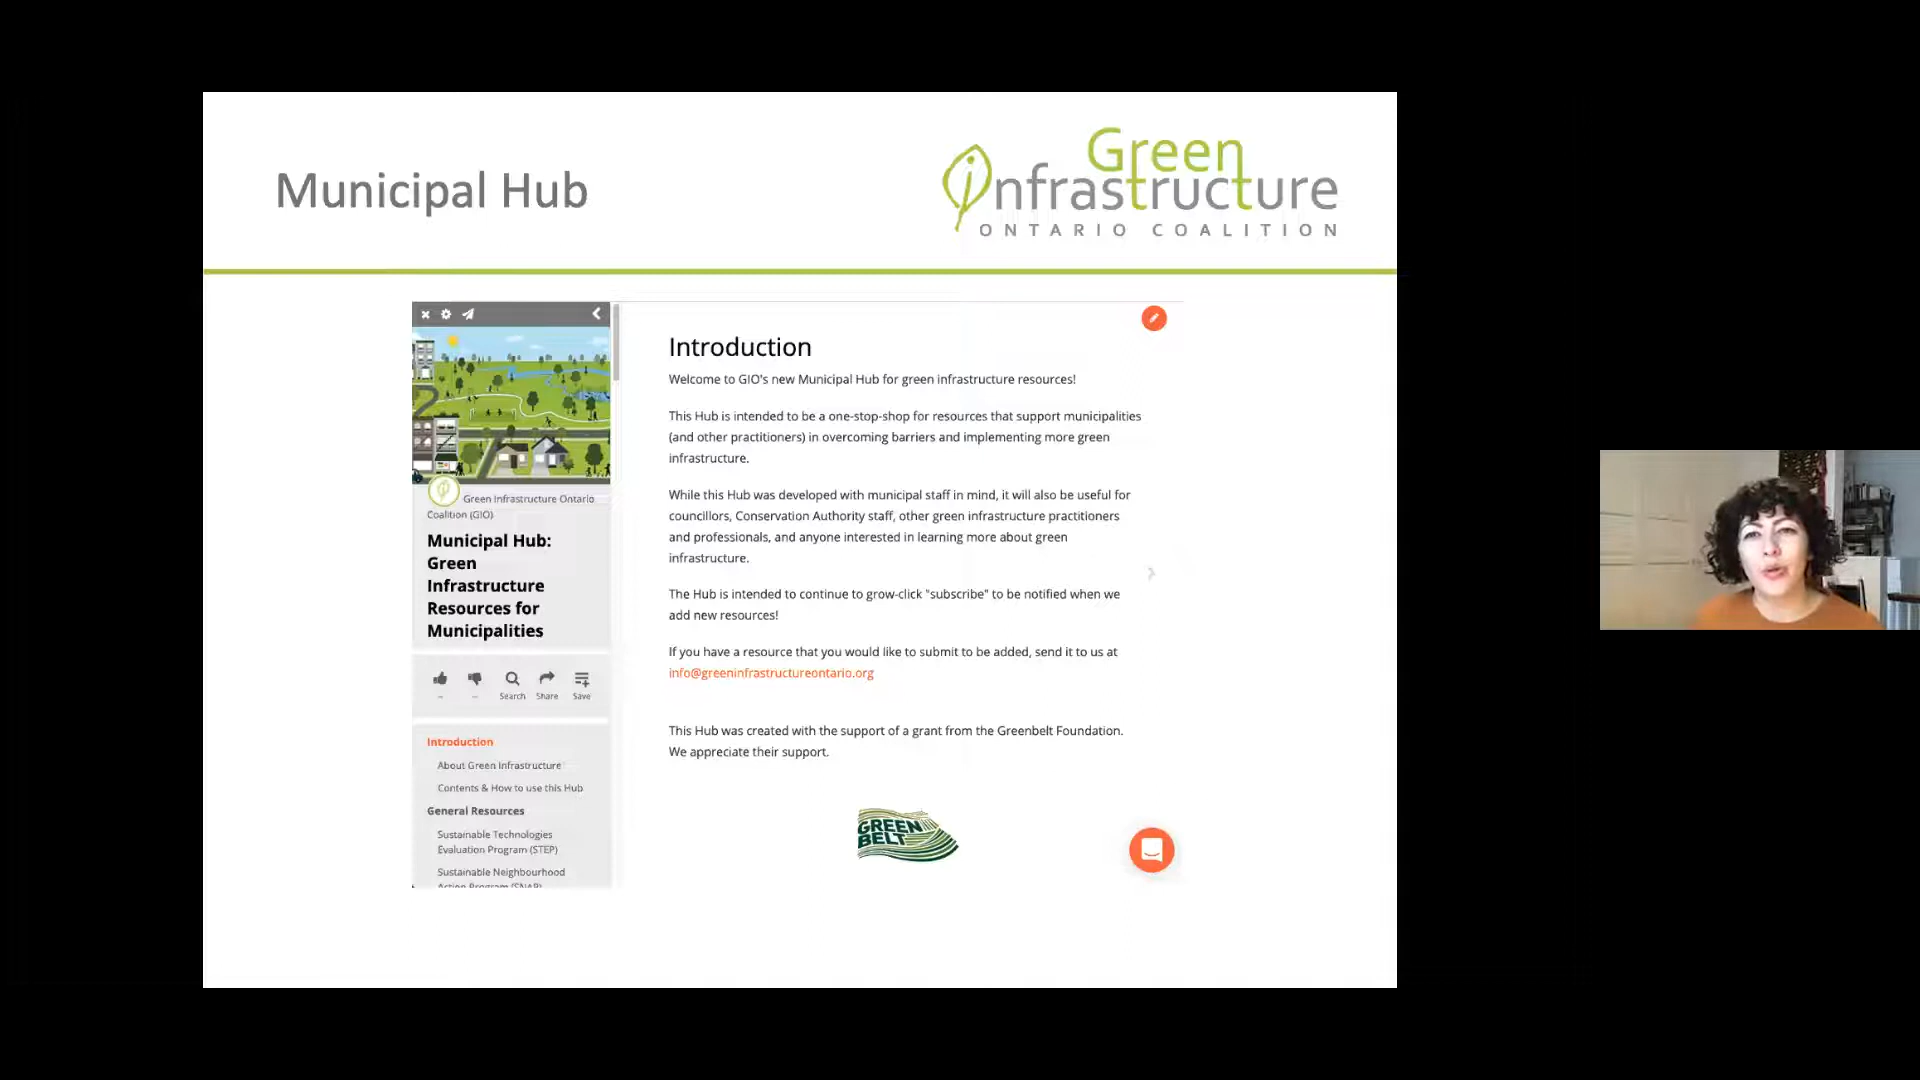 Municipal Hub
Green
infrastructure
ONTARIO COALITION
Green Infrastructure Ontario
Coalition (GIO)
Municipal Hub:
Green
Infrastructure
Resources for
Municipalities
Search
Share
Save
Introduction
About Green Infrastructure
Contents & How to use this Hub
General Resources
Sustainable Technologies
Evaluation Program (STEP)
Sustainable Neighbourhood
Action Program (SNAP)
Introduction
Welcome to GIO's new Municipal Hub for green infrastructure resources!
This Hub is intended to be a one-stop-shop for resources that support municipalities
(and other practitioners) in overcoming barriers and implementing more green
infrastructure.
While this Hub was developed with municipal staff in mind, it will also be useful for
councillors, Conservation Authority staff, other green infrastructure practitioners
and professionals, and anyone interested in learning more about green
infrastructure.
The Hub is intended to continue to grow-click "subscribe" to be notified when we
add new resources!
If you have a resource that you would like to submit to be added, send it to us at
info@greeninfrastructureontario.org
This Hub was created with the support of a grant from the Greenbelt Foundation.
We appreciate their support.
GREEN
BELT